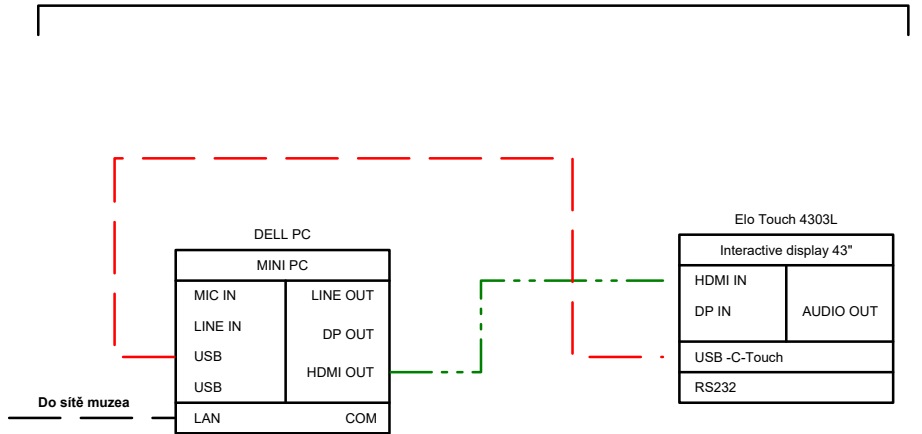 DELL PC
MINI PC
MIC IN
LINE OUT
LINE IN
DP OUT
USB
HDMI OUT
USB
LAN
COM
Do sítě muzea
Elo Touch 4303L
Interactive display 43"
HDMI IN
DP IN
AUDIO OUT
USB -C-Touch
RS232